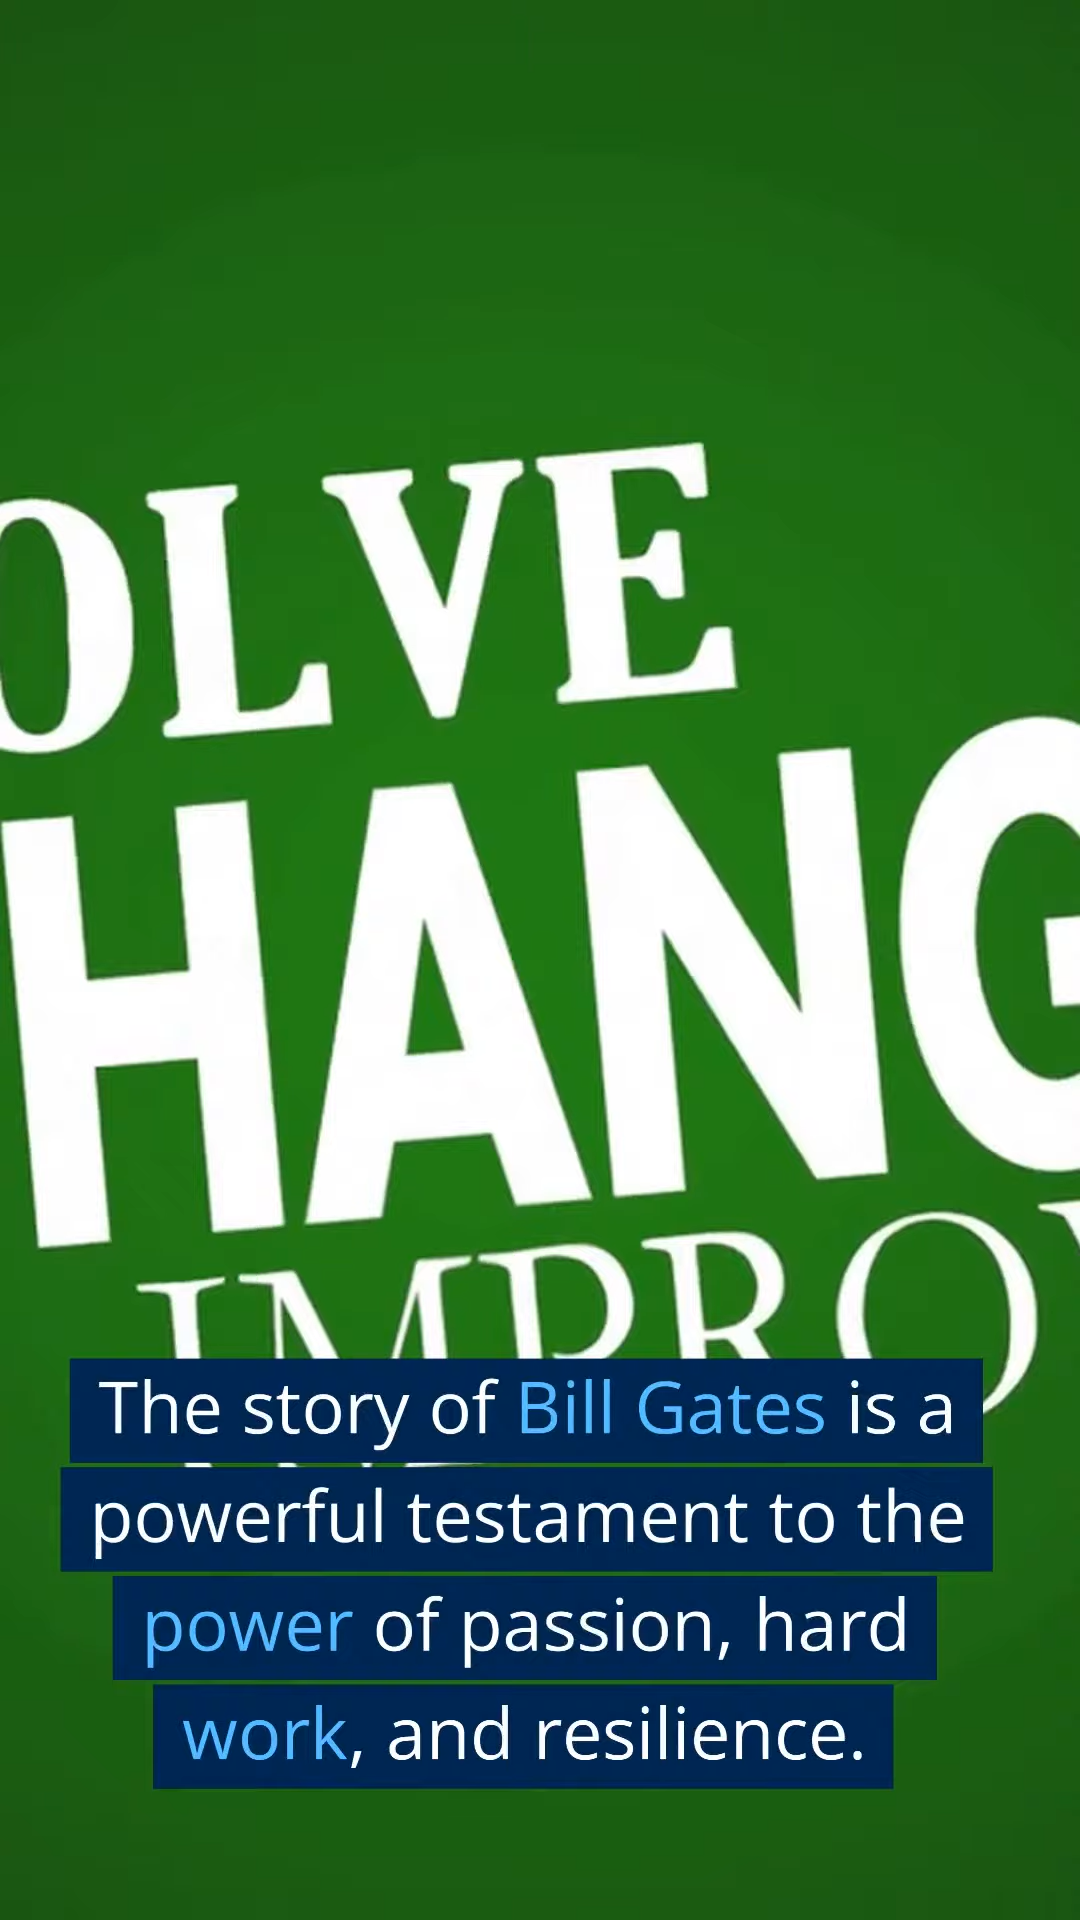 OLVE
HANG
IMPROV
The story of Bill Gates is a
powerful testament to the
power of passion, hard
work, and resilience.